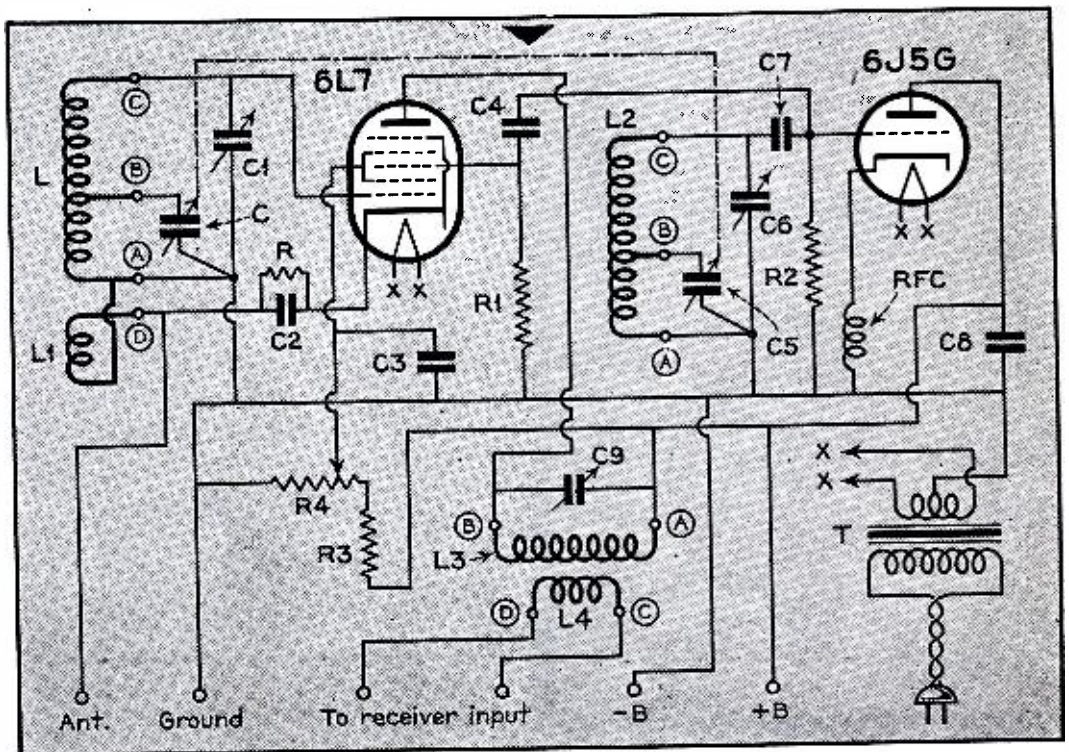 6L7
6J5G
C7
C4
L2
C
C
L
C1
B
B
C6
C
A
R
R2
RFC
D
R1
C5
L1
C2
C8
C3
A
X X
X X
X
C9
X
R4
B
A
T
R3
L3
D
C
L4
Ant.
Ground
To receiver input
-B
+B